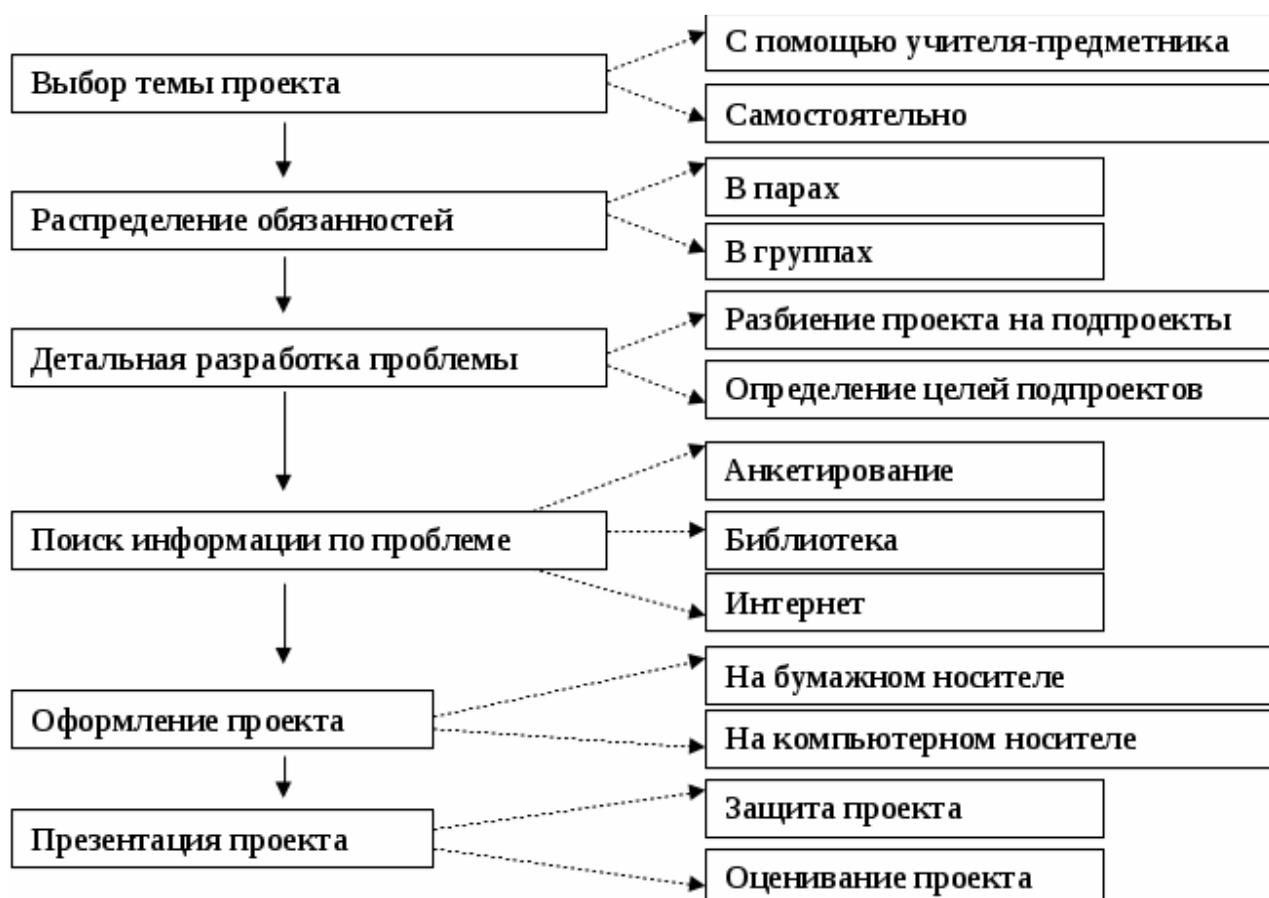 С помощью учителя-предметника
Выбор темы проекта
Самостоятельно
В парах
Распределение обязанностей
В группах
Разбиение проекта на подпроекты
Детальная разработка проблемы
Определение целей подпроектов
Анкетирование
Поиск информации по проблеме
Библиотека
Интернет
На бумажном носителе
Оформление проекта
На компьютерном носителе
Защита проекта
Презентация проекта
Оценивание проекта